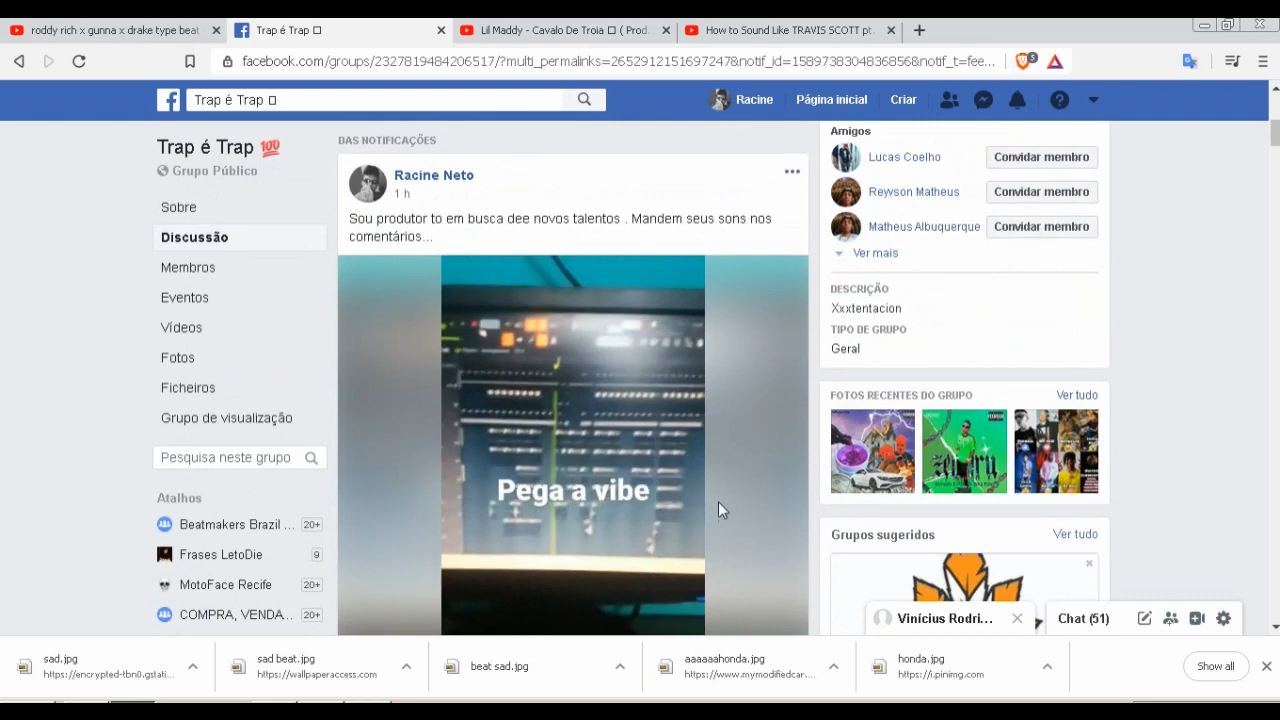 roddy rich x gunna x drake type beat
Trap é Trap
Lil Maddy - Cavalo De Troia ( Prod.
How to Sound Like TRAVIS SCOTT pt.
facebook.com/groups/2327819484206517/?multi_permalinks=2652912151697247&notif_id=1589738304836856&notif_t=fee...
5
Trap é Trap
Racine
Página inicial
Criar
Trap é Trap 💯
Grupo Público
Sobre
Discussão
Membros
Eventos
Vídeos
Fotos
Ficheiros
Grupo de visualização
Pesquisa neste grupo
Atalhos
Beatmakers Brazil ... 20+
Frases LetoDie 9
MotoFace Recife 20+
COMPRA, VENDA... 20+
DAS NOTIFICAÇÕES
Racine Neto
1 h
Sou produtor to em busca dee novos talentos . Mandem seus sons nos
comentários...
Pega a vibe
Amigos
Lucas Coelho Convidar membro
Reyvson Matheus Convidar membro
Matheus Albuquerque Convidar membro
Ver mais
DESCRIÇÃO
Xxxtentacion
TIPO DE GRUPO
Geral
FOTOS RECENTES DO GRUPO Ver tudo
Grupos sugeridos Ver tudo
Vinícius Rodri...
Chat (51)
sad.jpg
https://encrypted-tbn0.gstati...
sad beat.jpg
https://wallpaperaccess.com
beat sad.jpg
aaaaaahonda.jpg
https://www.mymodifiedcar....
honda.jpg
https://i.pinimg.com
Show all